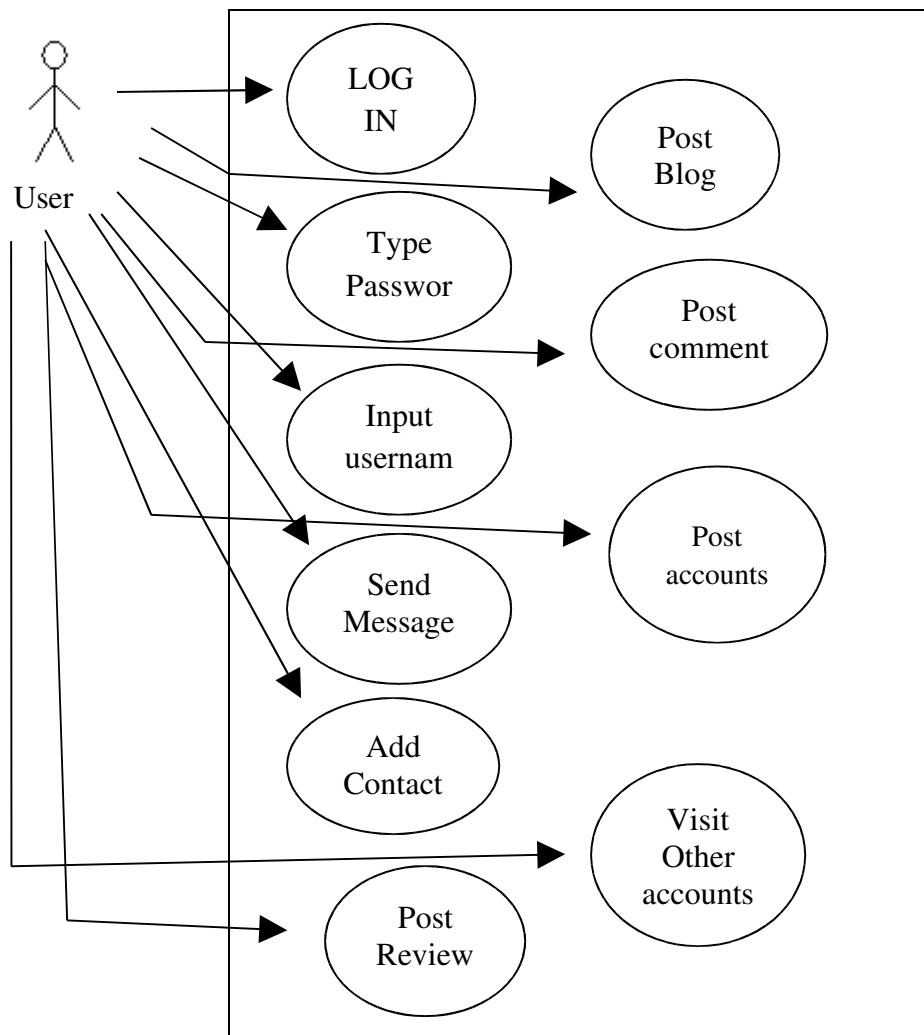 User
LOG
IN
Type
Passwor
Input
usernam
Send
Message
Add
Contact
Post
Review
Post
Blog
Post
comment
Post
accounts
Visit
Other
accounts